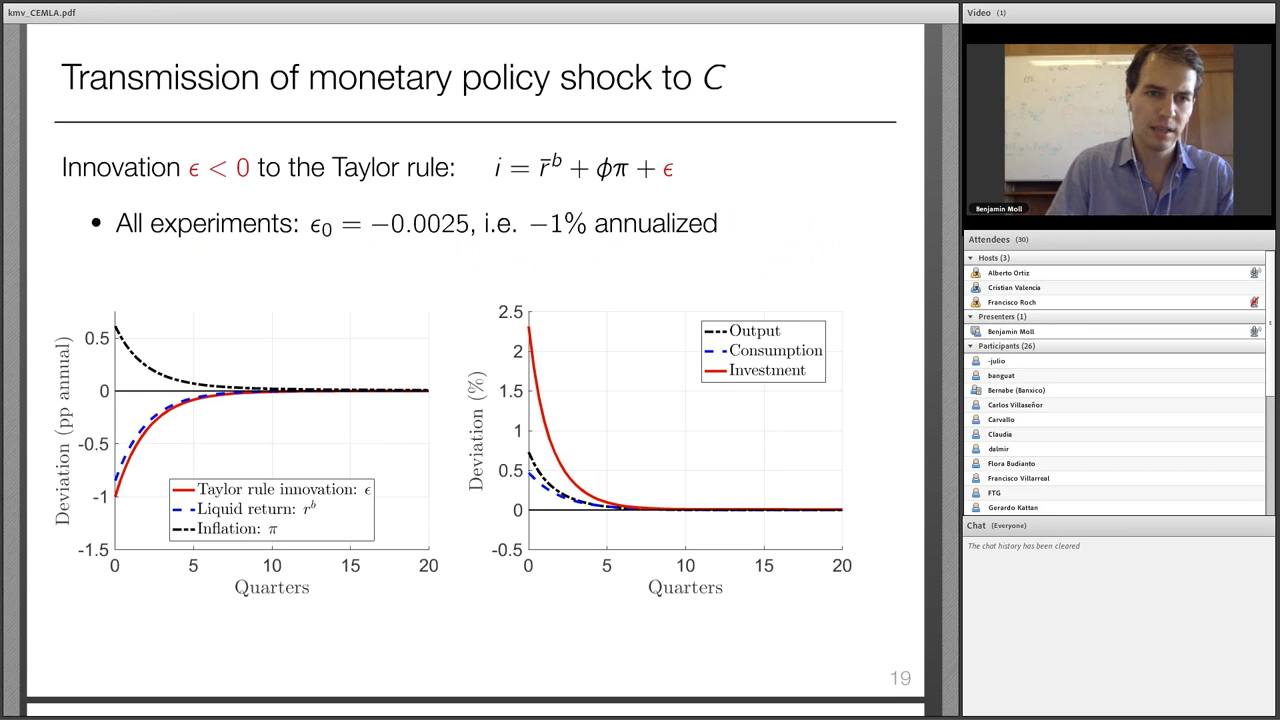 kmv_CEMLA.pdf
Transmission of monetary policy shock to C
Innovation ϵ < 0 to the Taylor rule: i = r̄ᵇ + ϕπ + ϵ
• All experiments: ϵ₀ = −0.0025, i.e. −1% annualized
Deviation (pp annual)
0.5
0
-0.5
-1
-1.5
0 5 10 15 20
Quarters
Taylor rule innovation: ϵ
Liquid return: rᵇ
Inflation: π
Deviation (%)
2.5
2
1.5
1
0.5
0
-0.5
0 5 10 15 20
Quarters
Output
Consumption
Investment
19
Video (1)
Benjamin Moll
Attendees (30)
Hosts (3)
Alberto Ortiz
Cristian Valencia
Francisco Roch
Presenters (1)
Benjamin Moll
Participants (26)
-julio
banguat
Bernabe (Banxico)
Carlos Villaseñor
Carvallo
Claudia
dalmir
Flora Budianto
Francisco Villarreal
FTG
Gerardo Kattan
Chat (Everyone)
The chat history has been cleared